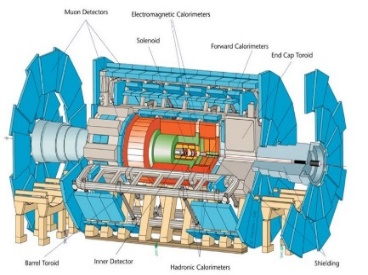 Muon Detectors
Electromagnetic Calorimeters
Solenoid
Forward Calorimeters
End Cap Toroid
Barrel Toroid
Inner Detector
Hadronic Calorimeters
Shielding